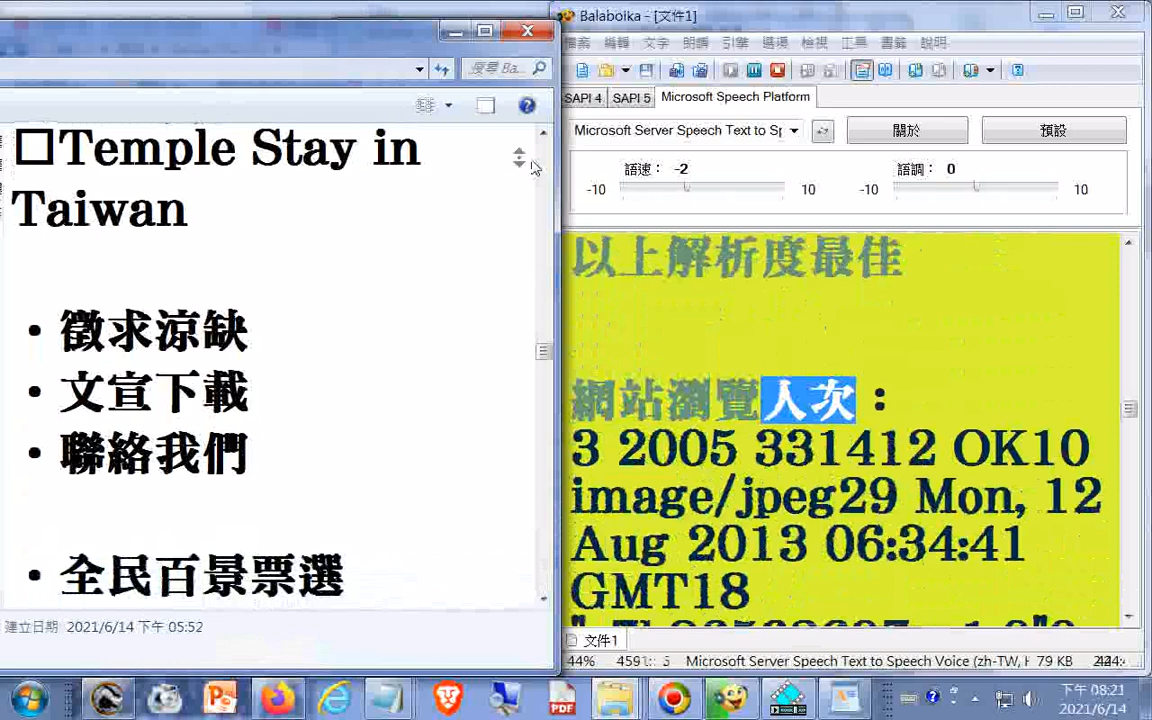 搜尋 Ba...
□Temple Stay in
Taiwan
• 徵求涼缺
• 文宣下載
• 聯絡我們
• 全民百景票選
建立日期 2021/6/14 下午 05:52
Balaboika - [文件1]
檔案 編輯 文字 朗讀 引擎 選項 檢視 工具 書籤 說明
SAPI 4 SAPI 5 Microsoft Speech Platform
Microsoft Server Speech Text to Sp
關於
預設
語速： -2
-10 10
語調： 0
-10 10
以上解析度最佳
網站瀏覽人次：
3 2005 331412 OK10
image/jpeg29 Mon, 12
Aug 2013 06:34:41
GMT18
文件1
44% Microsoft Server Speech Text to Speech Voice (zh-TW, H 79 KB
下午 08:21
2021/6/14